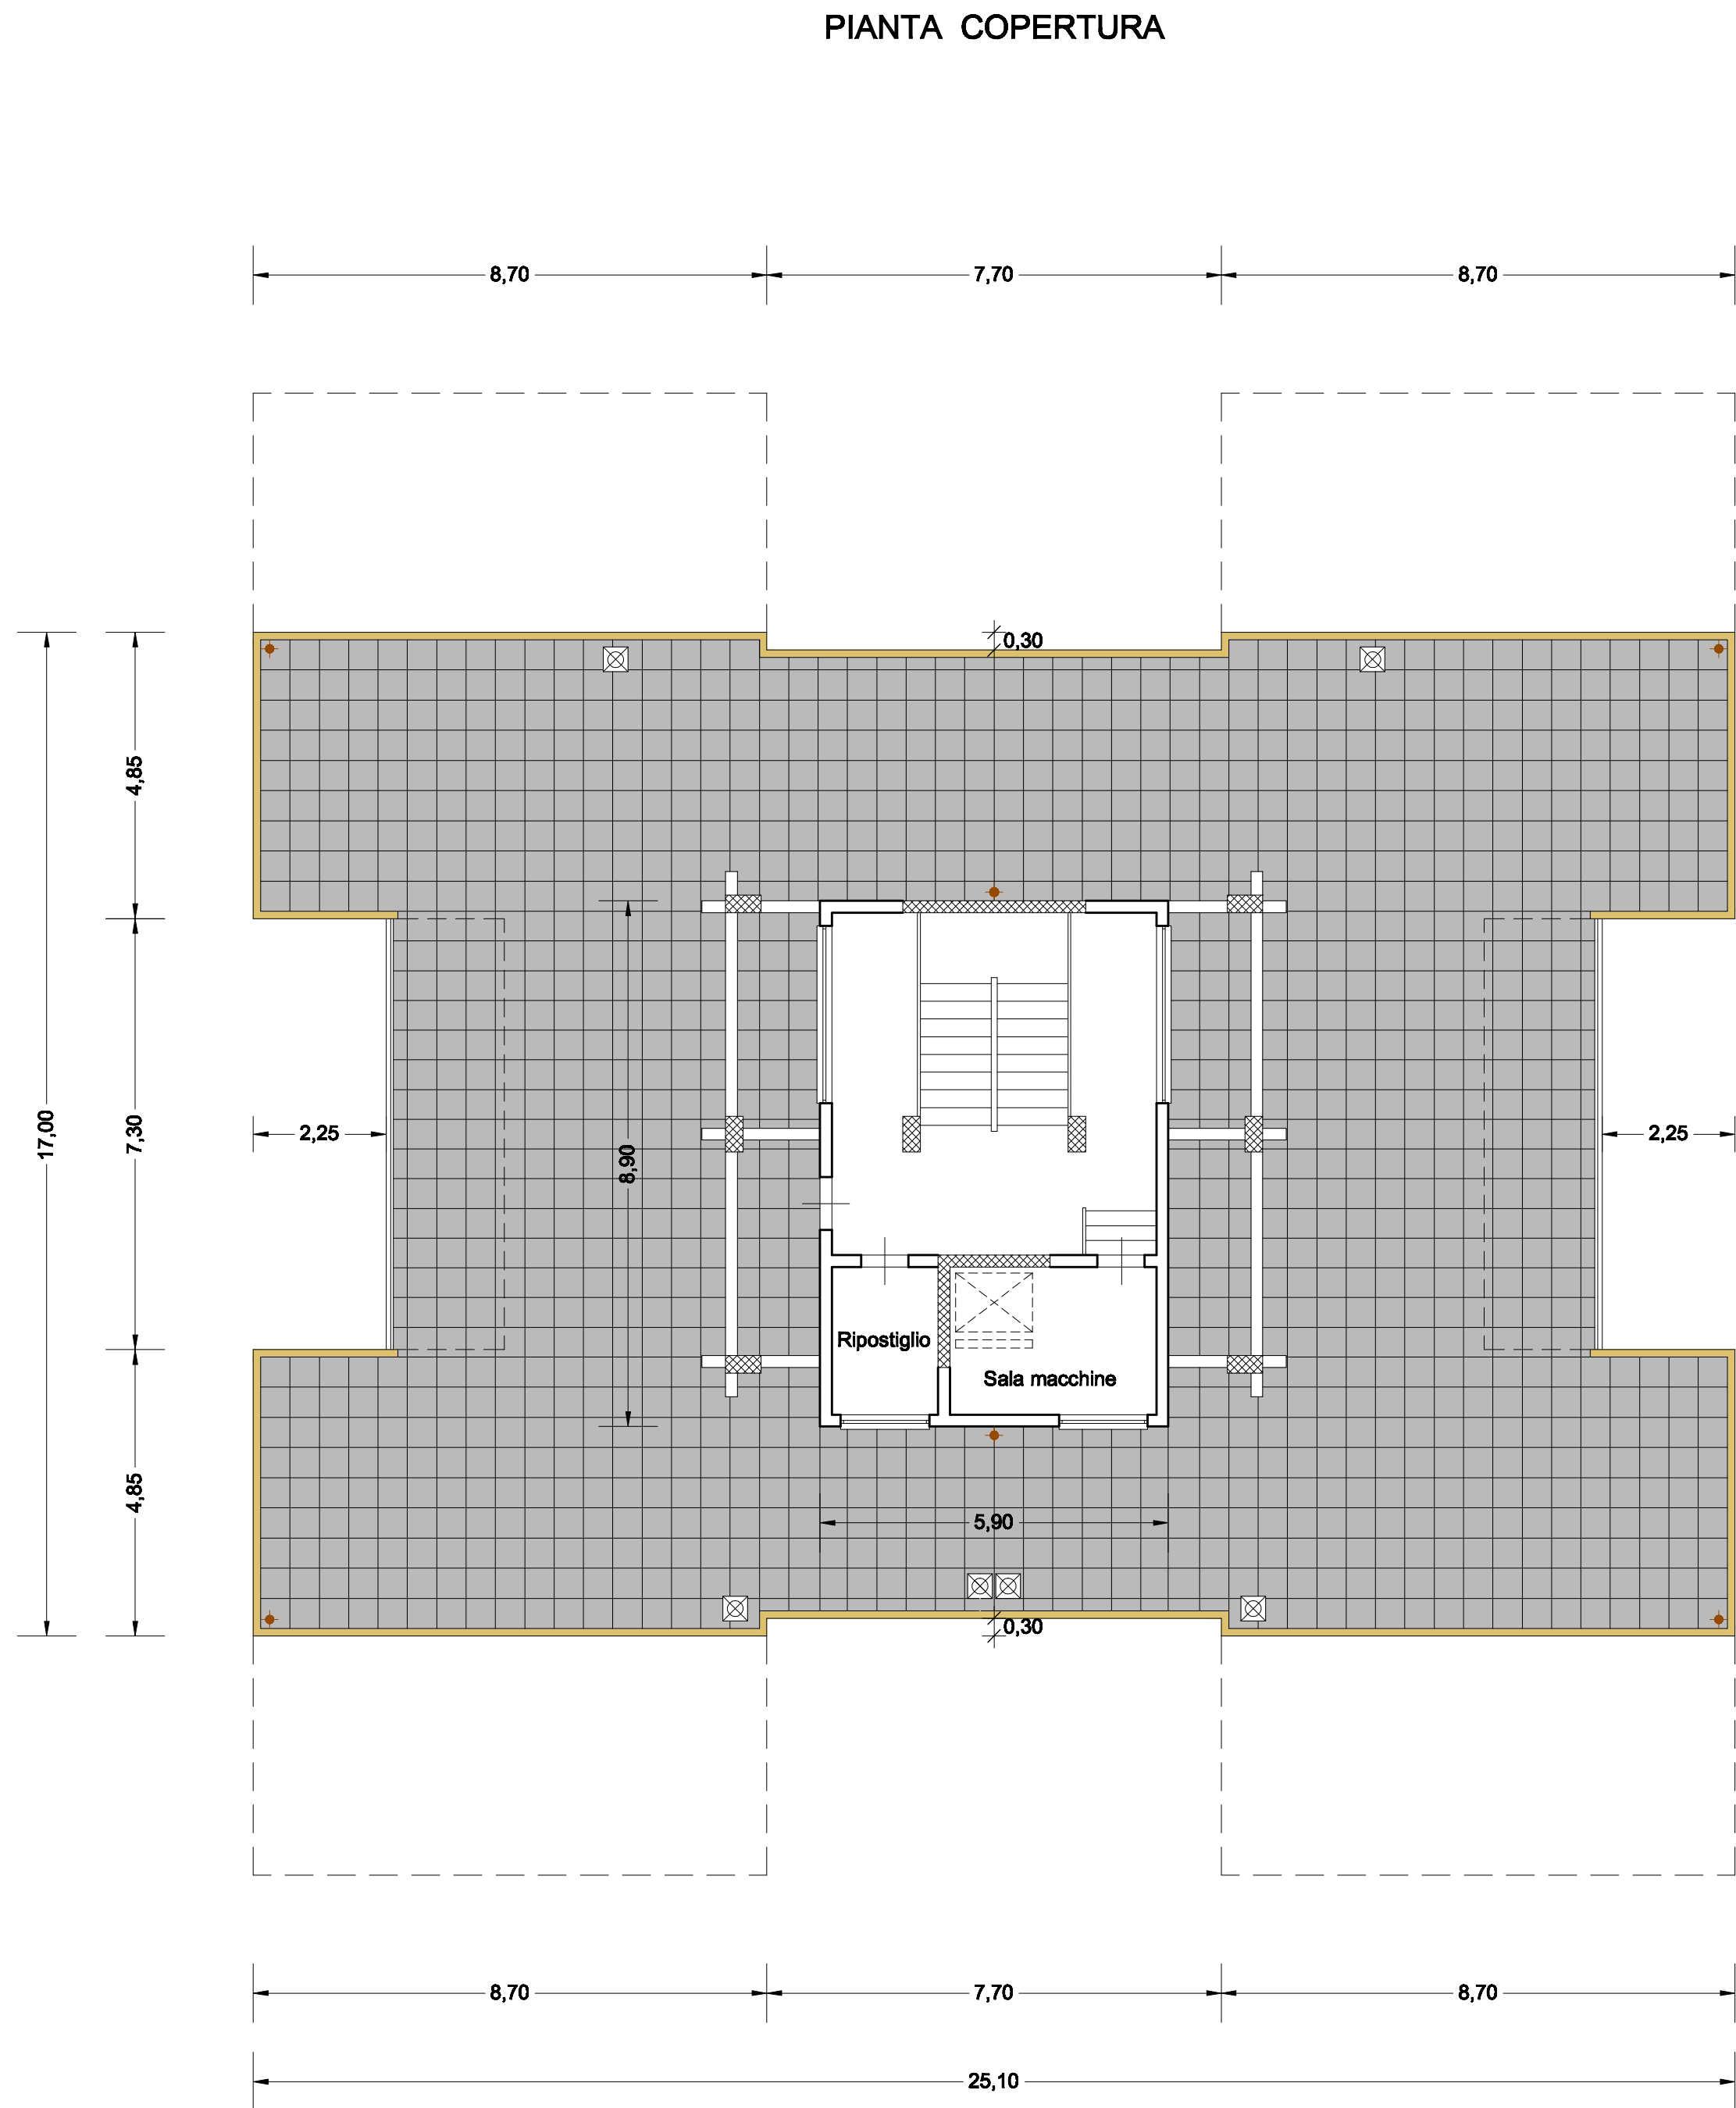 PIANTA COPERTURA
8,70 7,70 8,70
0,30
4,85
17,00
7,30
2,25
8,90
2,25
Ripostiglio
Sala macchine
4,85
5,90
0,30
8,70 7,70 8,70
25,10